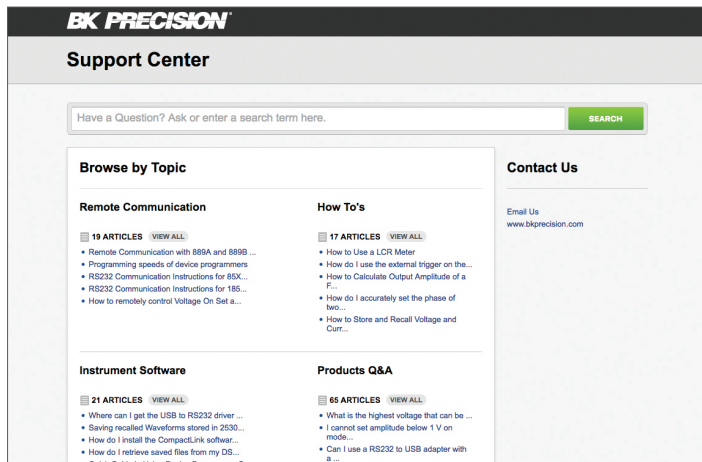 BK PRECISION®
Support Center
Have a Question? Ask or enter a search term here.
SEARCH
Browse by Topic
Remote Communication
19 ARTICLES VIEW ALL
• Remote Communication with 889A and 889B ...
• Programming speeds of device programmers
• RS232 Communication Instructions for 85X...
• RS232 Communication Instructions for 185...
• How to remotely control Voltage On Set a...
How To's
17 ARTICLES VIEW ALL
• How to Use a LCR Meter
• How do I use the external trigger on the...
• How to Calculate Output Amplitude of a
F...
• How do I accurately set the phase of
two...
• How to Store and Recall Voltage and
Curr...
Instrument Software
21 ARTICLES VIEW ALL
• Where can I get the USB to RS232 driver ...
• Saving recalled Waveforms stored in 2530...
• How do I install the CompactLink softwar...
• How do I retrieve saved files from my DS...
Products Q&A
65 ARTICLES VIEW ALL
• What is the highest voltage that can be ...
• I cannot set amplitude below 1 V on
mode...
• Can I use a RS232 to USB adapter with
a ...
Contact Us
Email Us
www.bkprecision.com